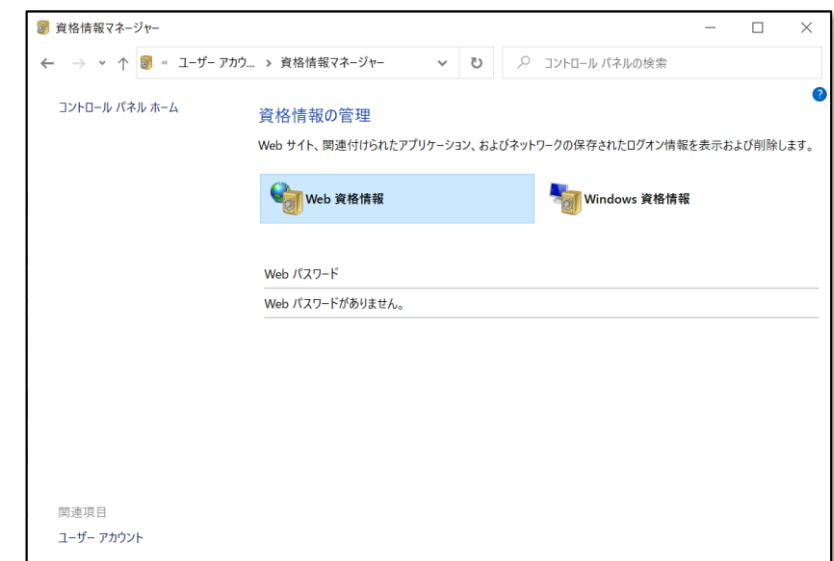 資格情報マネージャー
« ユーザー アカウ... > 資格情報マネージャー
コントロール パネルの検索
コントロール パネル ホーム
資格情報の管理
Web サイト、関連付けられたアプリケーション、およびネットワークの保存されたログオン情報を表示および削除します。
Web 資格情報
Windows 資格情報
Web パスワード
Web パスワードがありません。
関連項目
ユーザー アカウント